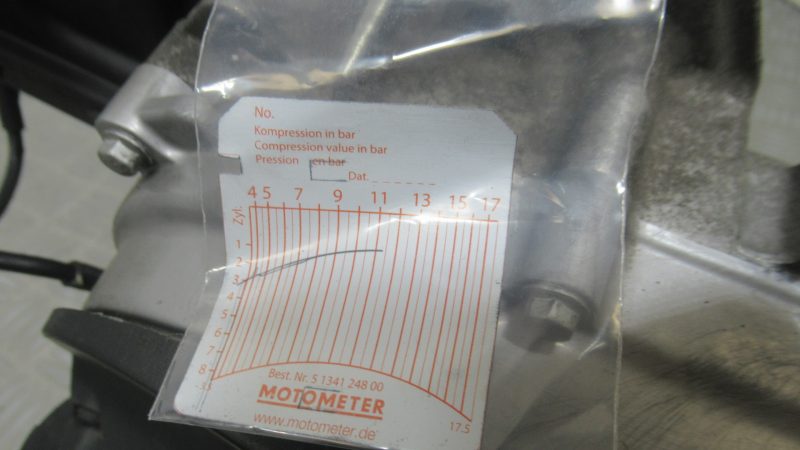 No.
Kompression in bar
Compression value in bar
Pression en bar
Dat.
4 5 7 9 11 13 15 17
Zyl.
1
2
3
4
5
6
7
8
3.5 17.5
Best. Nr. 5 1341 248 00
MOTOMETER
www.motometer.de